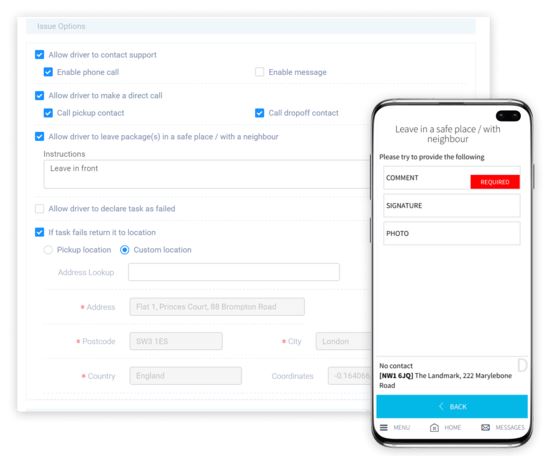 Issue Options
Allow driver to contact support
Enable phone call
Enable message
Allow driver to make a direct call
Call pickup contact
Call dropoff contact
Allow driver to leave package(s) in a safe place / with a neighbour
Instructions
Leave in front
Allow driver to declare task as failed
If task fails return it to location
Pickup location
Custom location
Address Lookup
* Address
Flat 1, Princes Court, 88 Brompton Road
* Postcode
SW3 1ES
* City
London
* Country
England
Coordinates
-0.164066
Leave in a safe place / with
neighbour
Please try to provide the following
COMMENT
REQUIRED
SIGNATURE
PHOTO
No contact
D
[NW1 6JQ] The Landmark, 222 Marylebone
Road
BACK
MENU
HOME
MESSAGES